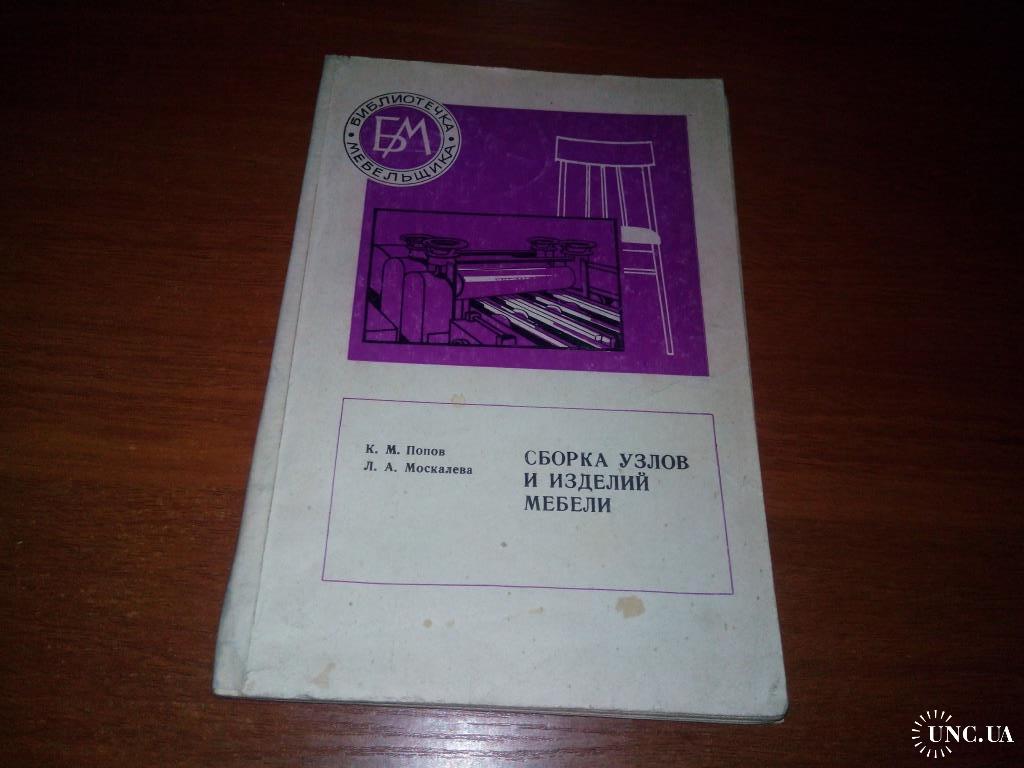 БИБЛИОТЕЧКА
БМ
МЕБЕЛЬЩИКА
К. М. Попов
Л. А. Москалева
СБОРКА УЗЛОВ
И ИЗДЕЛИЙ
МЕБЕЛИ
UNC.UA